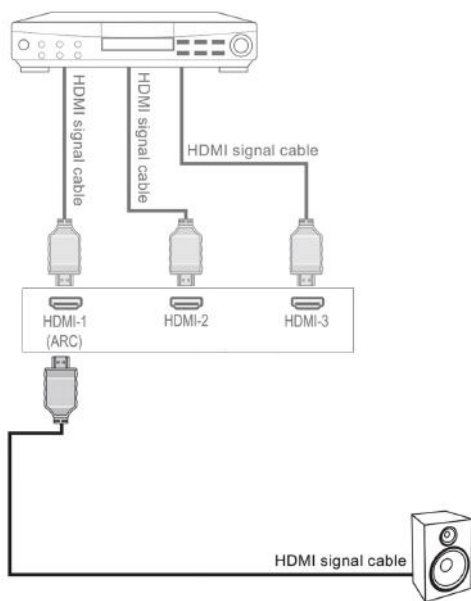 HDMI signal cable
HDMI signal cable
HDMI signal cable
HDMI-1
(ARC)
HDMI-2
HDMI-3
HDMI signal cable